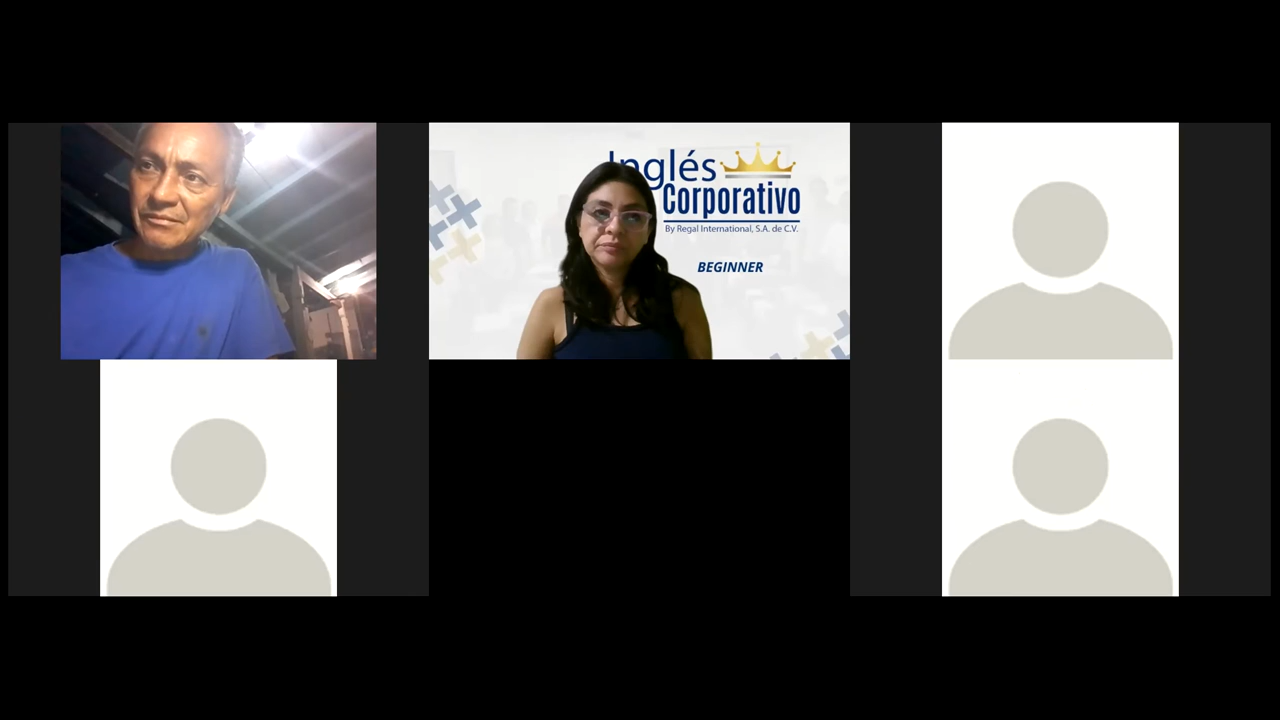 Inglés
Corporativo
By Regal International, S.A. de C.V.
BEGINNER